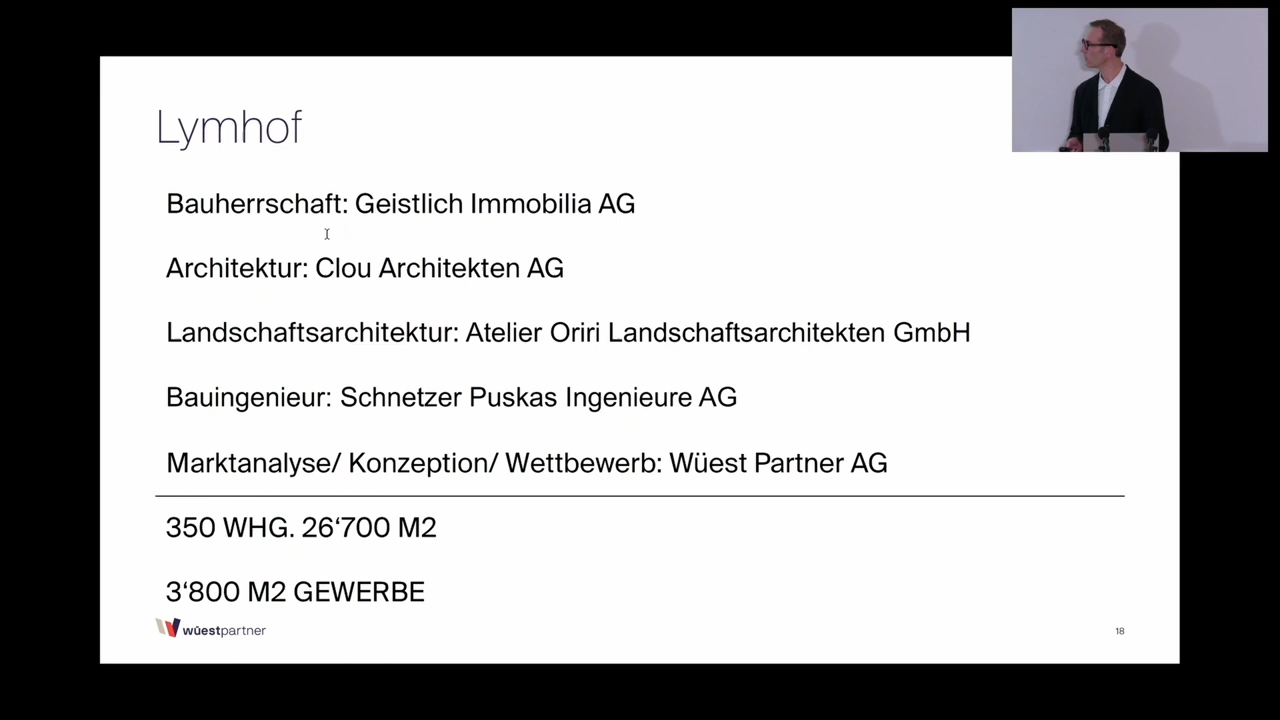 Lymhof
Bauherrschaft: Geistlich Immobilia AG
Architektur: Clou Architekten AG
Landschaftsarchitektur: Atelier Oriri Landschaftsarchitekten GmbH
Bauingenieur: Schnetzer Puskas Ingenieure AG
Marktanalyse/ Konzeption/ Wettbewerb: Wüest Partner AG
350 WHG. 26‘700 M2
3‘800 M2 GEWERBE
wüestpartner
18